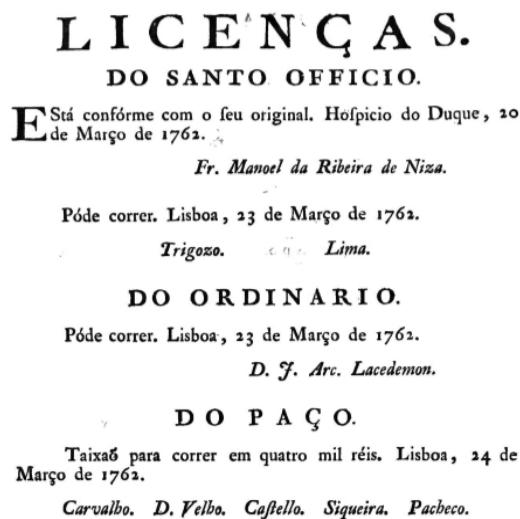 LICENÇAS.
DO SANTO OFFICIO.
EStá confórme com o ſeu original. Hoſpicio do Duque, 20
de Março de 1762.
Fr. Manoel da Ribeira de Niza.
Póde correr. Lisboa, 23 de Março de 1762.
Trigozo. Lima.
DO ORDINARIO.
Póde correr. Lisboa, 23 de Março de 1762.
D. J. Arc. Lacedemon.
DO PAÇO.
Taixaõ para correr em quatro mil réis. Lisboa, 24 de
Março de 1762.
Carvalho. D. Velho. Caſtello. Siqueira. Pacheco.